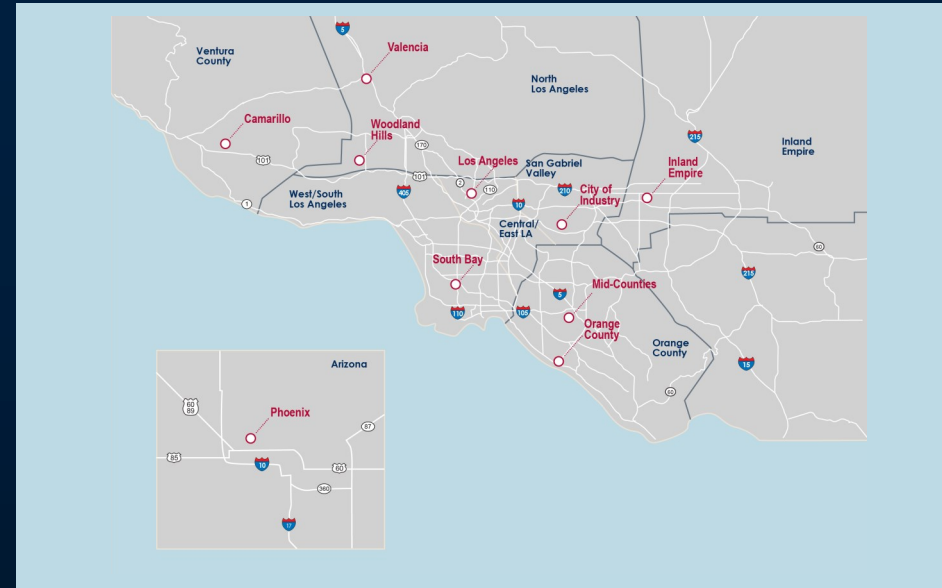 5
Valencia
Ventura
County
North
Los Angeles
Camarillo
Woodland
Hills
215
170
Inland
Empire
101
Los Angeles
San Gabriel
Valley
Inland
Empire
101
2
110
210
405
City of
Industry
West/South
Los Angeles
1
10
Central/
East LA
60
South Bay
215
Mid-Counties
5
110
105
Orange
County
Orange
County
15
60
Arizona
60
89
Phoenix
87
85
10
60
360
17